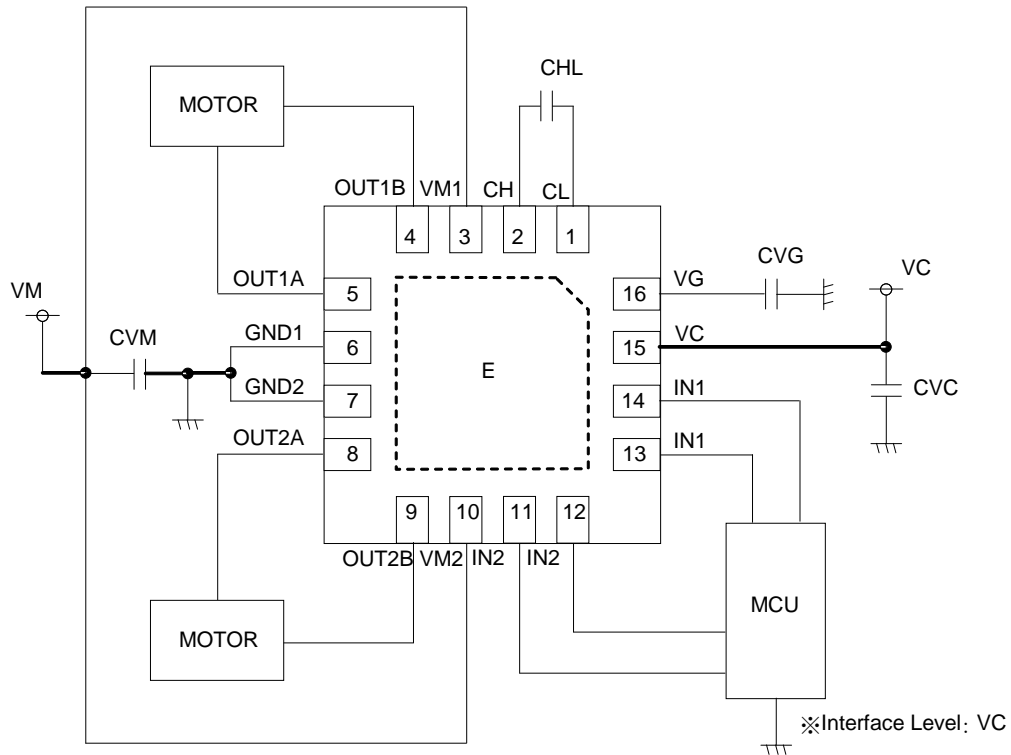 CHL
MOTOR
OUT1B VM1 CH CL
4 3 2 1
CVG
VC
VM
OUT1A 5
16 VG
CVM
GND1 6
15 VC
E
GND2 7
14 IN1
CVC
OUT2A 8
13 IN1
9 10 11 12
OUT2B VM2 IN2 IN2
MCU
MOTOR
※Interface Level: VC